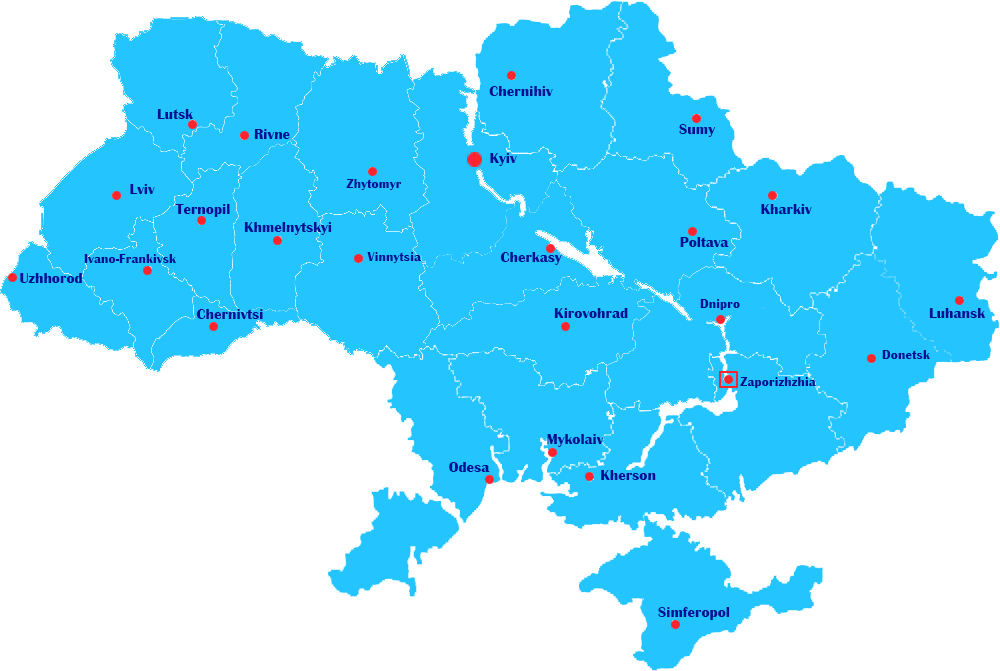 Chernihiv
Lutsk
Sumy
Rivne
Kyiv
Zhytomyr
Lviv
Ternopil
Kharkiv
Khmelnytskyi
Poltava
Ivano-Frankivsk
Vinnytsia
Cherkasy
Uzhhorod
Dnipro
Chernivtsi
Kirovohrad
Luhansk
Donetsk
Zaporizhzhia
Mykolaiv
Odesa
Kherson
Simferopol